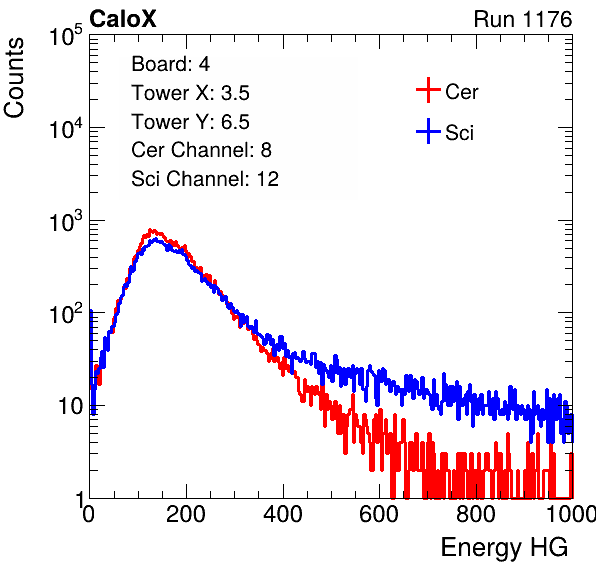 CaloX Run 1176
Counts
10^5
10^4
10^3
10^2
10
1
Board: 4
Tower X: 3.5
Tower Y: 6.5
Cer Channel: 8
Sci Channel: 12
Cer
Sci
0 200 400 600 800 1000
Energy HG